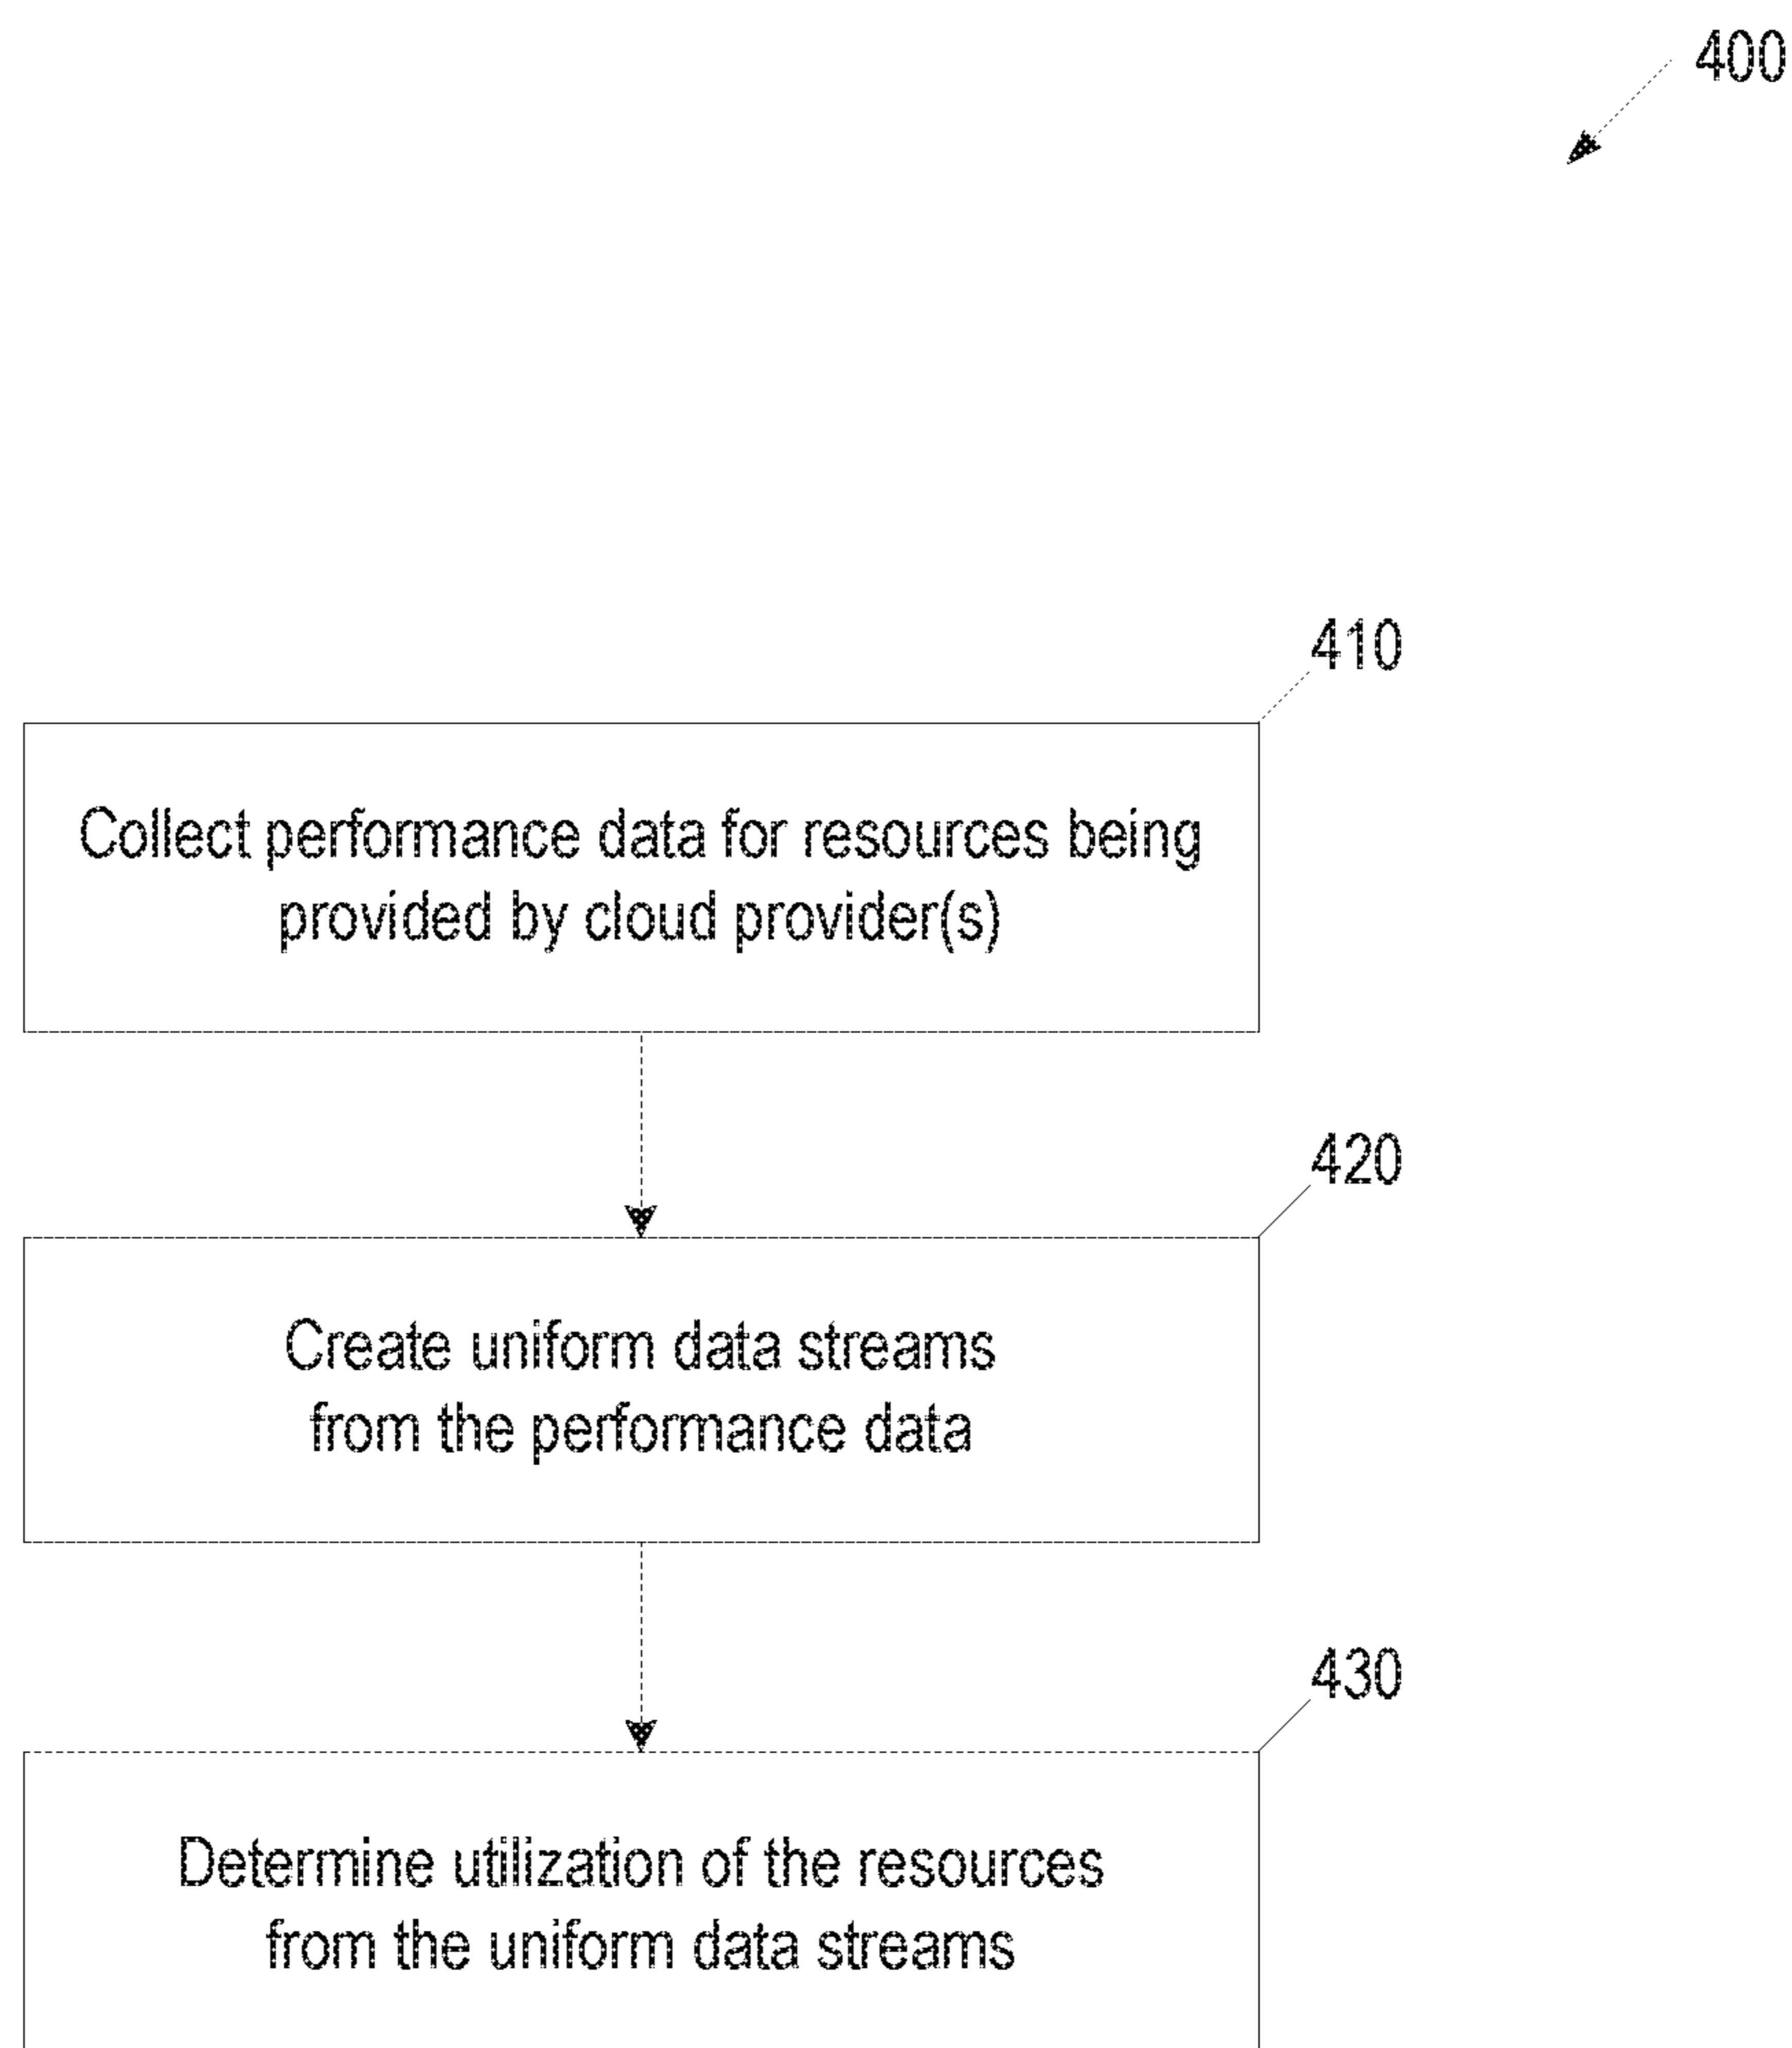 400
410
Collect performance data for resources being
provided by cloud provider(s)
420
Create uniform data streams
from the performance data
430
Determine utilization of the resources
from the uniform data streams